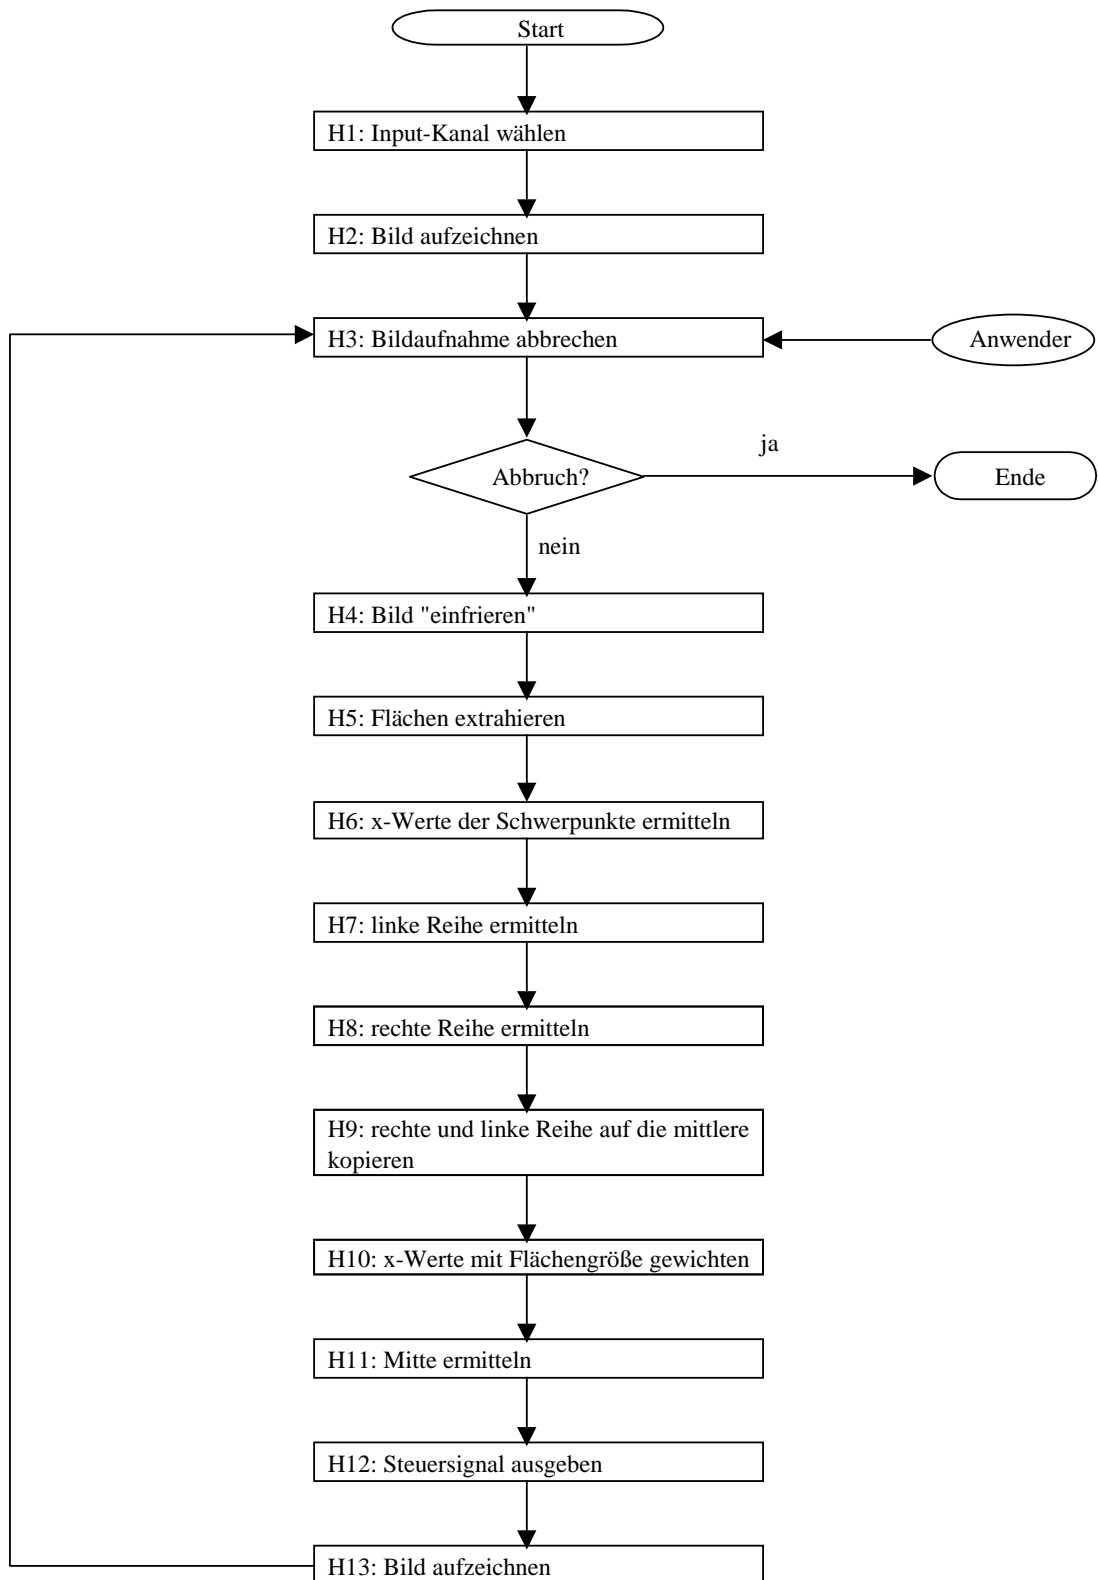 Start
H1: Input-Kanal wählen
H2: Bild aufzeichnen
H3: Bildaufnahme abbrechen
Anwender
Abbruch?
ja
Ende
nein
H4: Bild "einfrieren"
H5: Flächen extrahieren
H6: x-Werte der Schwerpunkte ermitteln
H7: linke Reihe ermitteln
H8: rechte Reihe ermitteln
H9: rechte und linke Reihe auf die mittlere
kopieren
H10: x-Werte mit Flächengröße gewichten
H11: Mitte ermitteln
H12: Steuersignal ausgeben
H13: Bild aufzeichnen